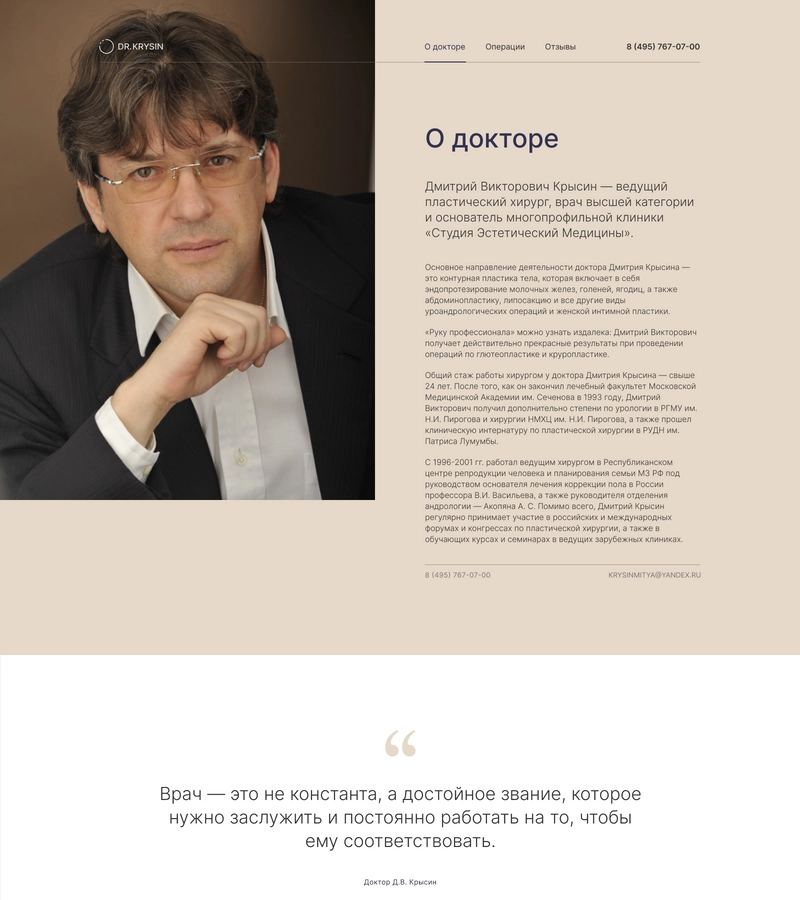 DR.KRYSIN
О докторе
Операции
Отзывы
8 (495) 767-07-00
О докторе
Дмитрий Викторович Крысин — ведущий
пластический хирург, врач высшей категории
и основатель многопрофильной клиники
«Студия Эстетический Медицины».
Основное направление деятельности доктора Дмитрия Крысина —
это контурная пластика тела, которая включает в себя
эндопротезирование молочных желез, голеней, ягодиц, а также
абдоминопластику, липосакцию и все другие виды
уроандрологических операций и женской интимной пластики.
«Руку профессионала» можно узнать издалека: Дмитрий Викторович
получает действительно прекрасные результаты при проведении
операций по глютеопластике и круропластике.
Общий стаж работы хирургом у доктора Дмитрия Крысина — свыше
24 лет. После того, как он закончил лечебный факультет Московской
Медицинской Академии им. Сеченова в 1993 году, Дмитрий
Викторович получил дополнительно степени по урологии в РГМУ им.
Н.И. Пирогова и хирургии НМХЦ им. Н.И. Пирогова, а также прошел
клиническую интернатуру по пластической хирургии в РУДН им.
Патриса Лумумбы.
С 1996-2001 гг. работал ведущим хирургом в Республиканском
центре репродукции человека и планирования семьи МЗ РФ под
руководством основателя лечения коррекции пола в России
профессора В.И. Васильева, а также руководителя отделения
андрологии — Акопяна А. С. Помимо всего, Дмитрий Крысин
регулярно принимает участие в российских и международных
форумах и конгрессах по пластической хирургии, а также в
обучающих курсах и семинарах в ведущих зарубежных клиниках.
8 (495) 767-07-00
KRYSINMITYA@YANDEX.RU
“
Врач — это не константа, а достойное звание, которое
нужно заслужить и постоянно работать на то, чтобы
ему соответствовать.
Доктор Д.В. Крысин